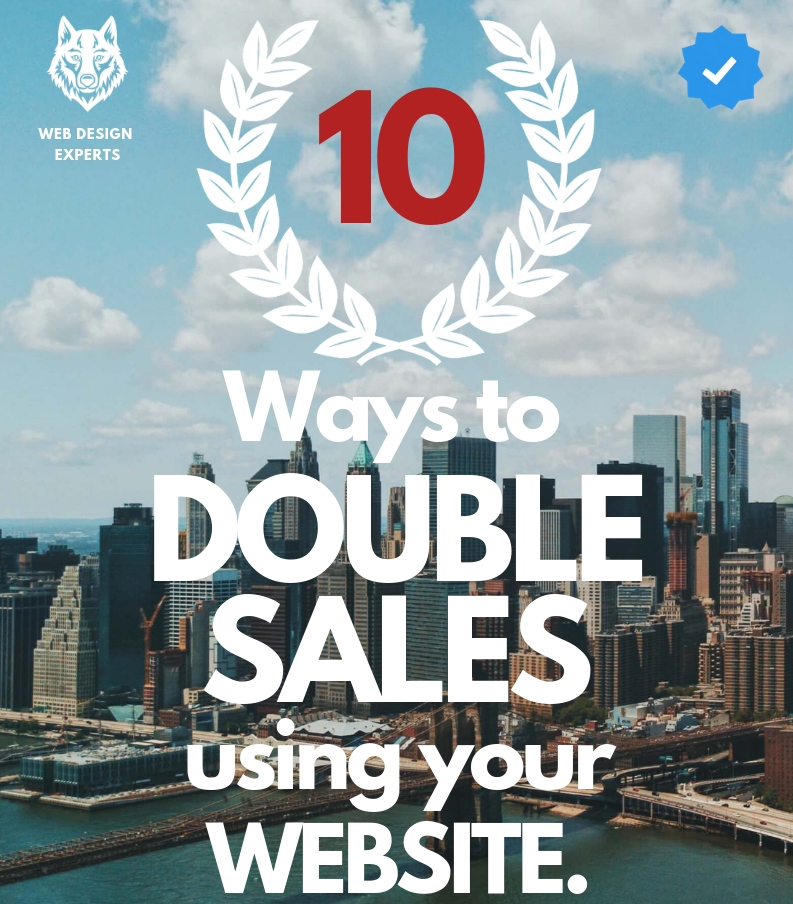 WEB DESIGN
EXPERTS
10
Ways to
DOUBLE
SALES
using your
WEBSITE.